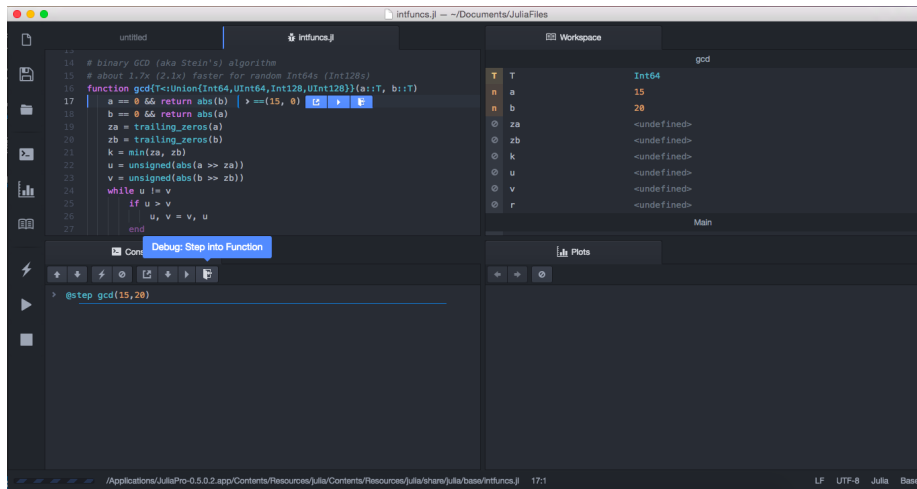 intfuncs.jl — ~/Documents/JuliaFiles
untitled
intfuncs.jl
14 # binary GCD (aka Stein's) algorithm
15 # about 1.7x (2.1x) faster for random Int64s (Int128s)
16 function gcd{T<:Union{Int64,UInt64,Int128,UInt128}}(a::T, b::T)
17 a == 0 && return abs(b) > ==(15, 0)
18 b == 0 && return abs(a)
19 za = trailing_zeros(a)
20 zb = trailing_zeros(b)
21 k = min(za, zb)
22 u = unsigned(abs(a >> za))
23 v = unsigned(abs(b >> zb))
24 while u != v
25 if u > v
26 u, v = v, u
27 end
Workspace
gcd
T T Int64
n a 15
n b 20
⊘ za <undefined>
⊘ zb <undefined>
⊘ k <undefined>
⊘ u <undefined>
⊘ v <undefined>
⊘ r <undefined>
Main
Cons
Debug: Step into Function
> @step gcd(15,20)
Plots
/Applications/JuliaPro-0.5.0.2.app/Contents/Resources/julia/Contents/Resources/julia/share/julia/base/intfuncs.jl 17:1
LF UTF-8 Julia Bas